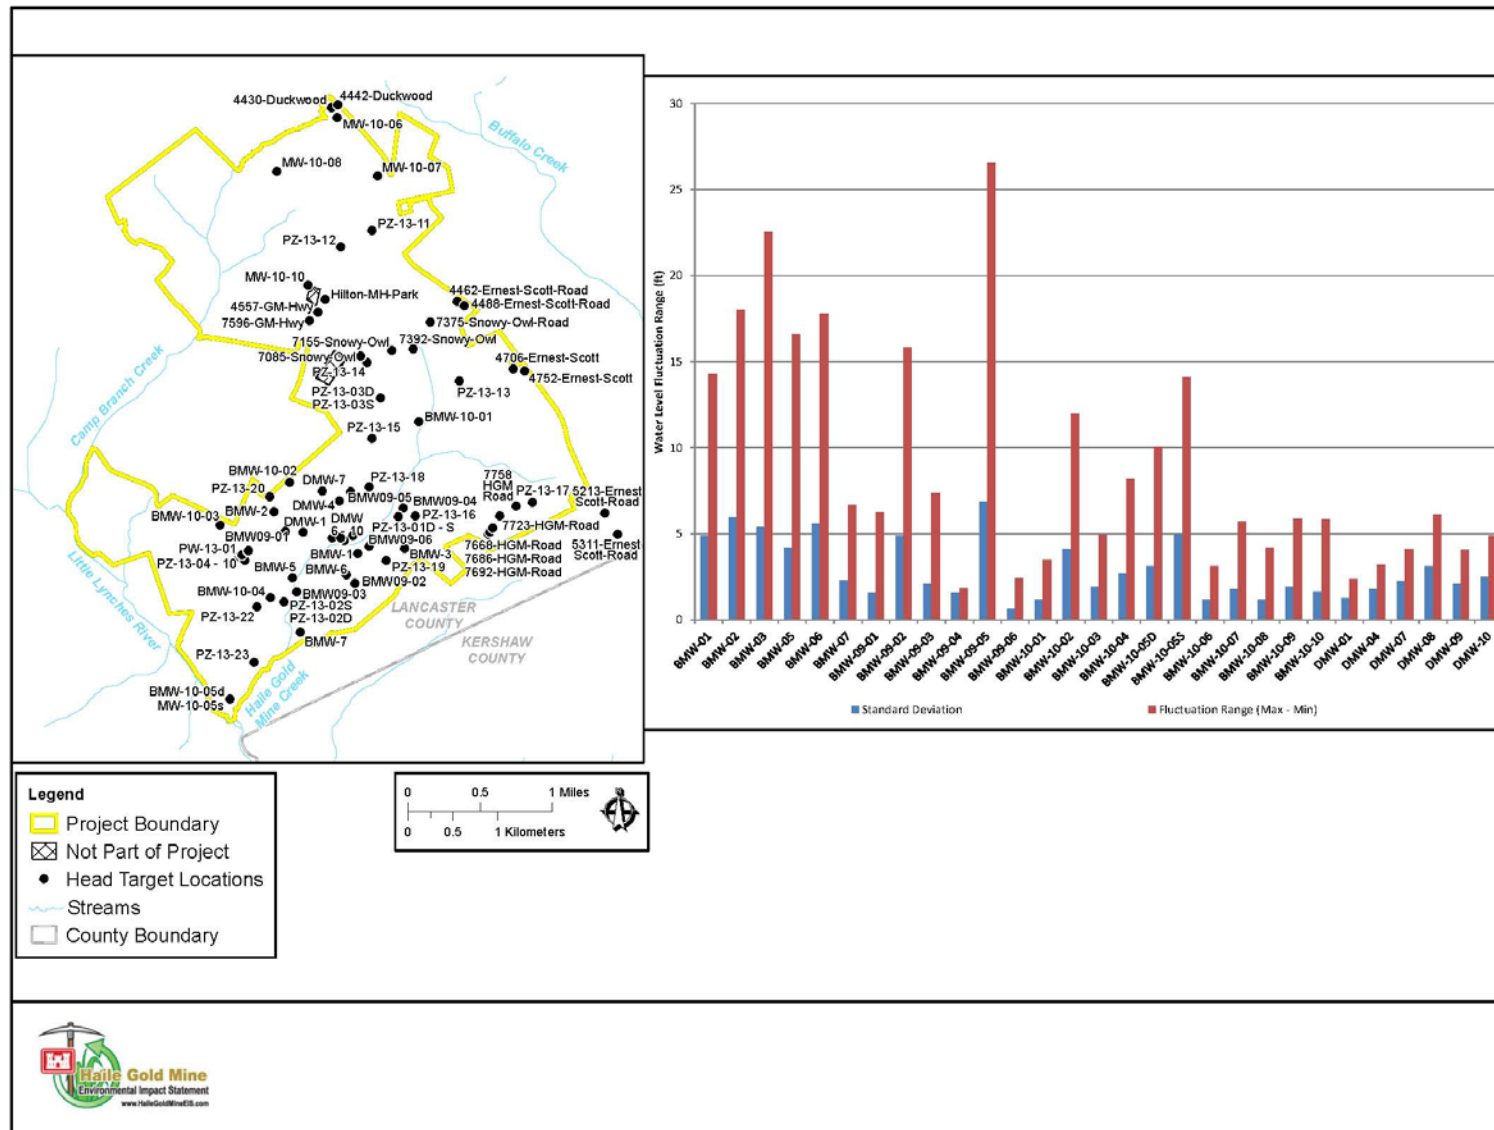 4430-Duckwood
4442-Duckwood
MW-10-06
MW-10-08
MW-10-07
Buffalo Creek
PZ-13-11
PZ-13-12
MW-10-10
Hilton-MH-Park
4557-GM-Hwy
7596-GM-Hwy
4462-Ernest-Scott-Road
4488-Ernest-Scott-Road
7375-Snowy-Owl-Road
7155-Snowy-Owl
7392-Snowy-Owl
7085-Snowy-Owl
PZ-13-14
4706-Ernest-Scott
4752-Ernest-Scott
PZ-13-13
PZ-13-03D
PZ-13-03S
BMW-10-01
PZ-13-15
Camp Branch Creek
BMW-10-02
DMW-7
PZ-13-18
PZ-13-20
BMW09-05
BMW09-04
7758
HGM
Road
PZ-13-17
5213-Ernest
Scott-Road
BMW-2
DMW-4
PZ-13-16
BMW-10-03
DMW-1
DMW
6 - 10
PZ-13-01D - S
7723-HGM-Road
BMW09-01
BMW09-06
PW-13-01
PZ-13-04 - 10
BMW-1
BMW-3
7668-HGM-Road
7686-HGM-Road
7692-HGM-Road
5311-Ernest
Scott-Road
BMW-5
BMW-6
PZ-13-19
BMW09-02
Little Lynches River
BMW-10-04
BMW09-03
PZ-13-22
PZ-13-02S
PZ-13-02D
LANCASTER
COUNTY
BMW-7
KERSHAW
COUNTY
PZ-13-23
BMW-10-05d
MW-10-05s
Haile Gold
Mine Creek
Water Level Fluctuation Range (ft)
30
25
20
15
10
5
0
BMW-01
BMW-02
BMW-03
BMW-05
BMW-06
BMW-07
BMW-09-01
BMW-09-02
BMW-09-03
BMW-09-04
BMW-09-05
BMW-09-06
BMW-10-01
BMW-10-02
BMW-10-03
BMW-10-04
BMW-10-05D
BMW-10-05S
BMW-10-06
BMW-10-07
BMW-10-08
BMW-10-09
BMW-10-10
DMW-01
DMW-04
DMW-07
DMW-08
DMW-09
DMW-10
Standard Deviation
Fluctuation Range (Max - Min)
Legend
Project Boundary
Not Part of Project
Head Target Locations
Streams
County Boundary
0 0.5 1 Miles
0 0.5 1 Kilometers
Haile Gold Mine
Environmental Impact Statement
www.HaileGoldMineEIS.com